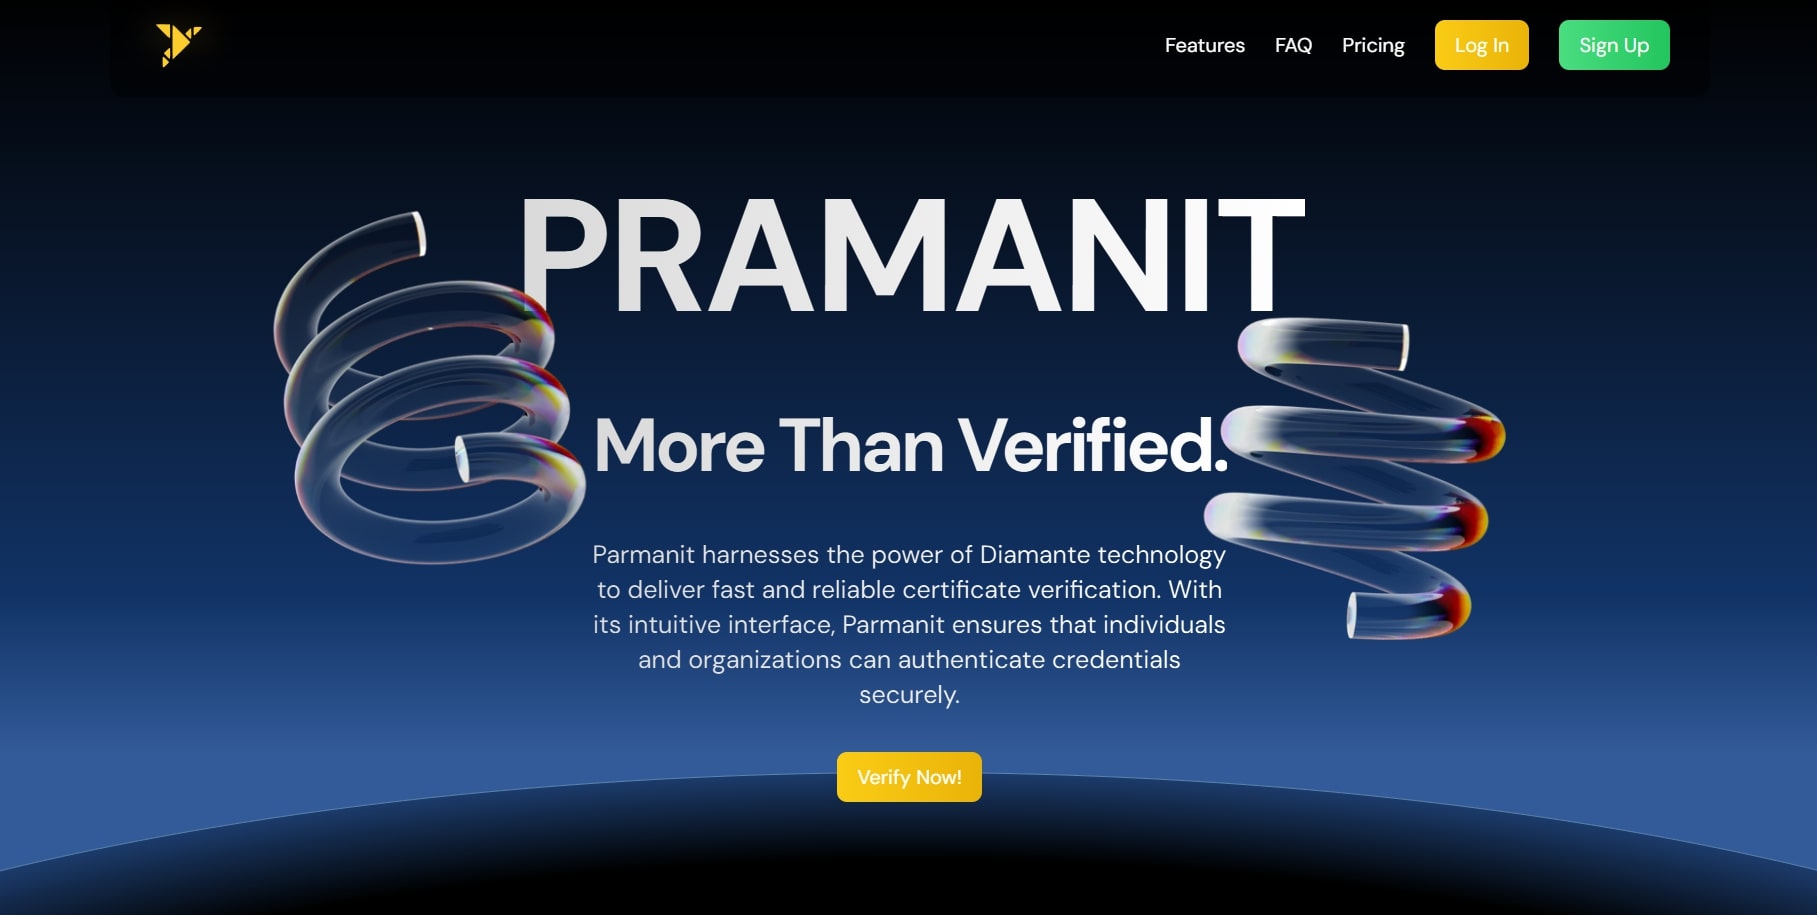 Features FAQ Pricing Log In Sign Up
PRAMANIT
More Than Verified.
Parmanit harnesses the power of Diamante technology
to deliver fast and reliable certificate verification. With
its intuitive interface, Parmanit ensures that individuals
and organizations can authenticate credentials
securely.
Verify Now!